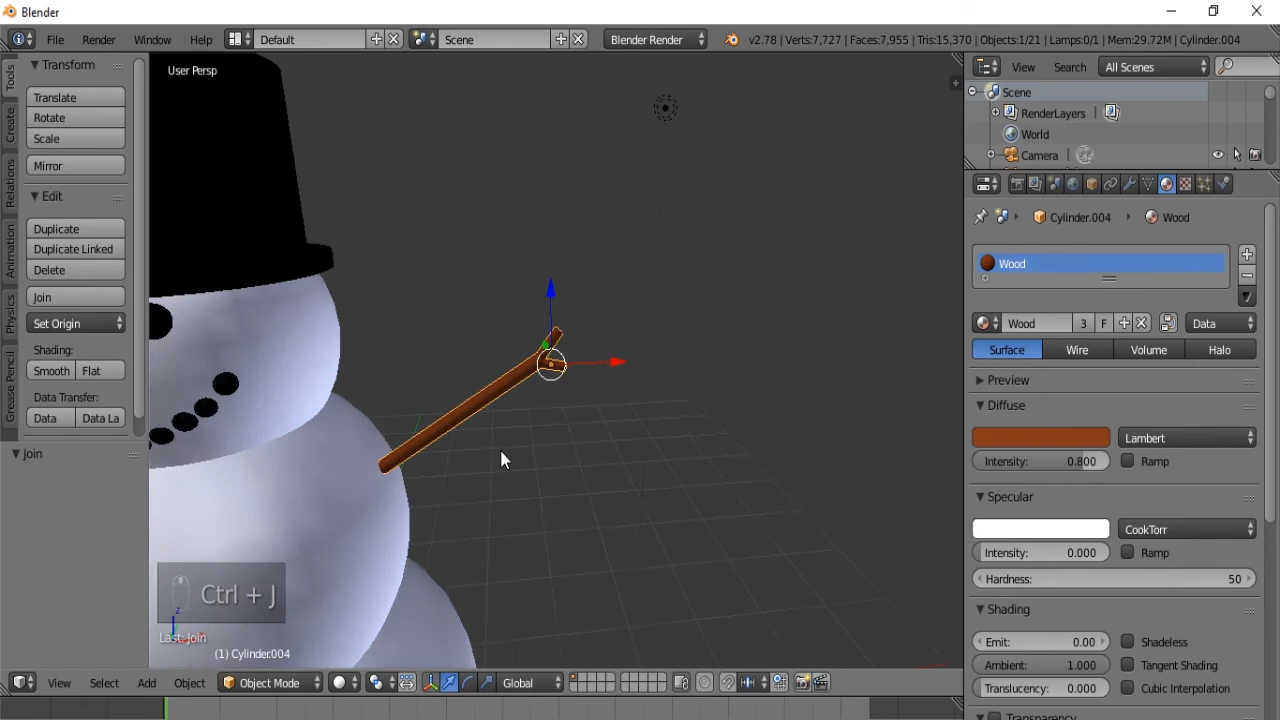 Blender
File Render Window Help Default Scene Blender Render v2.78 | Verts:7,727 | Faces:7,955 | Tris:15,370 | Objects:1/21 | Lamps:0/1 | Mem:29.72M | Cylinder.004
Tools
Create
Relations
Animation
Physics
Grease Pencil
Transform
Translate
Rotate
Scale
Mirror
Edit
Duplicate
Duplicate Linked
Delete
Join
Set Origin
Shading:
Smooth Flat
Data Transfer:
Data Data La
Join
User Persp
Ctrl + J
z
Last: Join
(1) Cylinder.004
View Select Add Object Object Mode Global
View Search All Scenes
Scene
RenderLayers |
World
Camera |
Cylinder.004 Wood
Wood
Wood 3 F Data
Surface Wire Volume Halo
Preview
Diffuse
Lambert
Intensity: 0.800 Ramp
Specular
CookTorr
Intensity: 0.000 Ramp
Hardness: 50
Shading
Emit: 0.00 Shadeless
Ambient: 1.000 Tangent Shading
Translucency: 0.000 Cubic Interpolation
Transparency